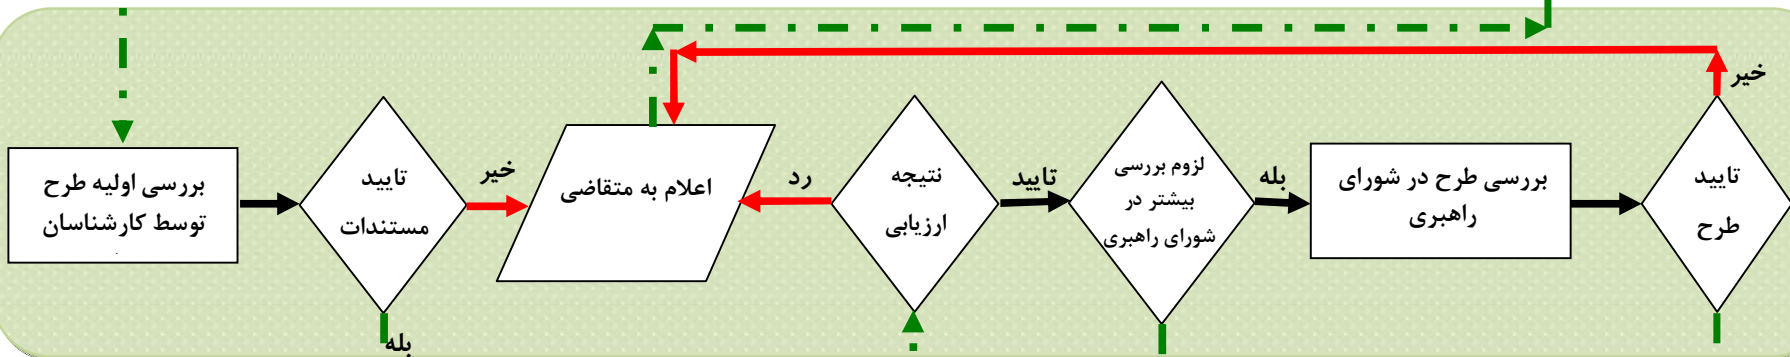 بررسی اولیه طرح
توسط کارشناسان
تایید
مستندات
خیر
بله
اعلام به متقاضی
رد
نتیجه
ارزیابی
تایید
لزوم بررسی
بیشتر در
شورای راهبری
بله
بررسی طرح در شورای
راهبری
تایید
طرح
خیر